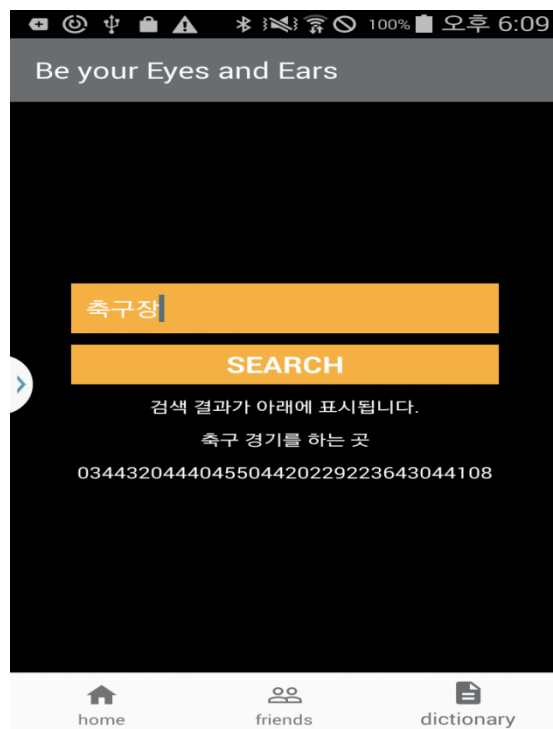 100% 오후 6:09
Be your Eyes and Ears
축구장
SEARCH
검색 결과가 아래에 표시됩니다.
축구 경기를 하는 곳
034432044404550442022922364304 4108
home friends dictionary